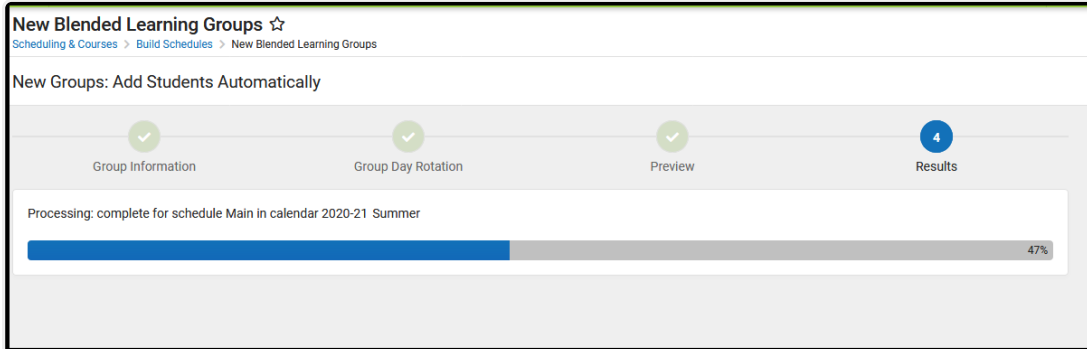 New Blended Learning Groups
Scheduling & Courses > Build Schedules > New Blended Learning Groups
New Groups: Add Students Automatically
4
Group Information Group Day Rotation Preview Results
Processing: complete for schedule Main in calendar 2020-21 Summer
47%